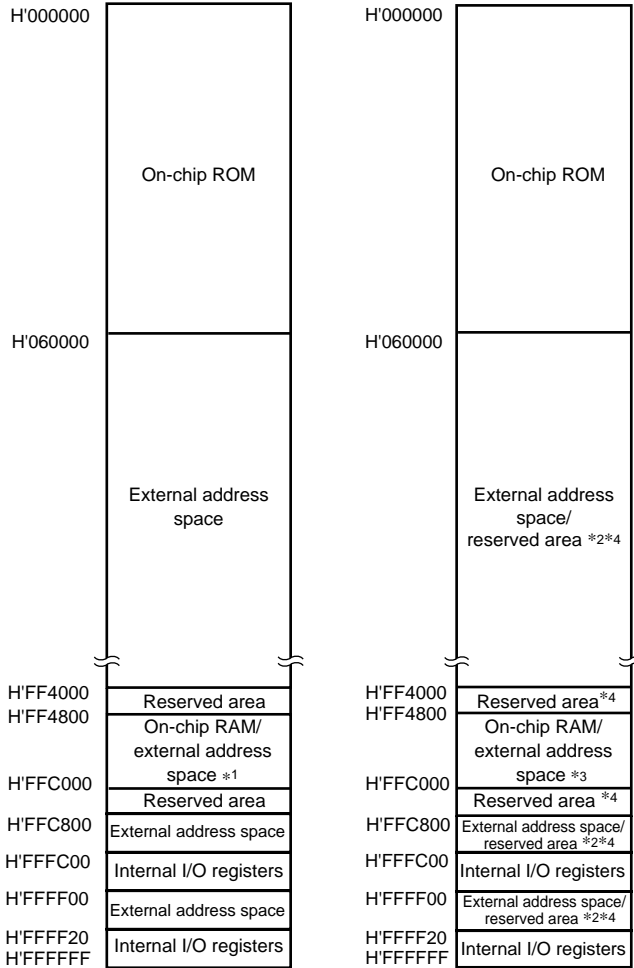 H'000000
On-chip ROM
H'060000
External address
space
H'FF4000
Reserved area
H'FF4800
On-chip RAM/
external address
space *1
H'FFC000
Reserved area
H'FFC800
External address space
H'FFFC00
Internal I/O registers
H'FFFF00
External address space
H'FFFF20
Internal I/O registers
H'FFFFFF
H'000000
On-chip ROM
H'060000
External address
space/
reserved area *2*4
H'FF4000
Reserved area*4
H'FF4800
On-chip RAM/
external address
space *3
H'FFC000
Reserved area *4
H'FFC800
External address space/
reserved area *2*4
H'FFFC00
Internal I/O registers
H'FFFF00
External address space/
reserved area *2*4
H'FFFF20
Internal I/O registers
H'FFFFFF